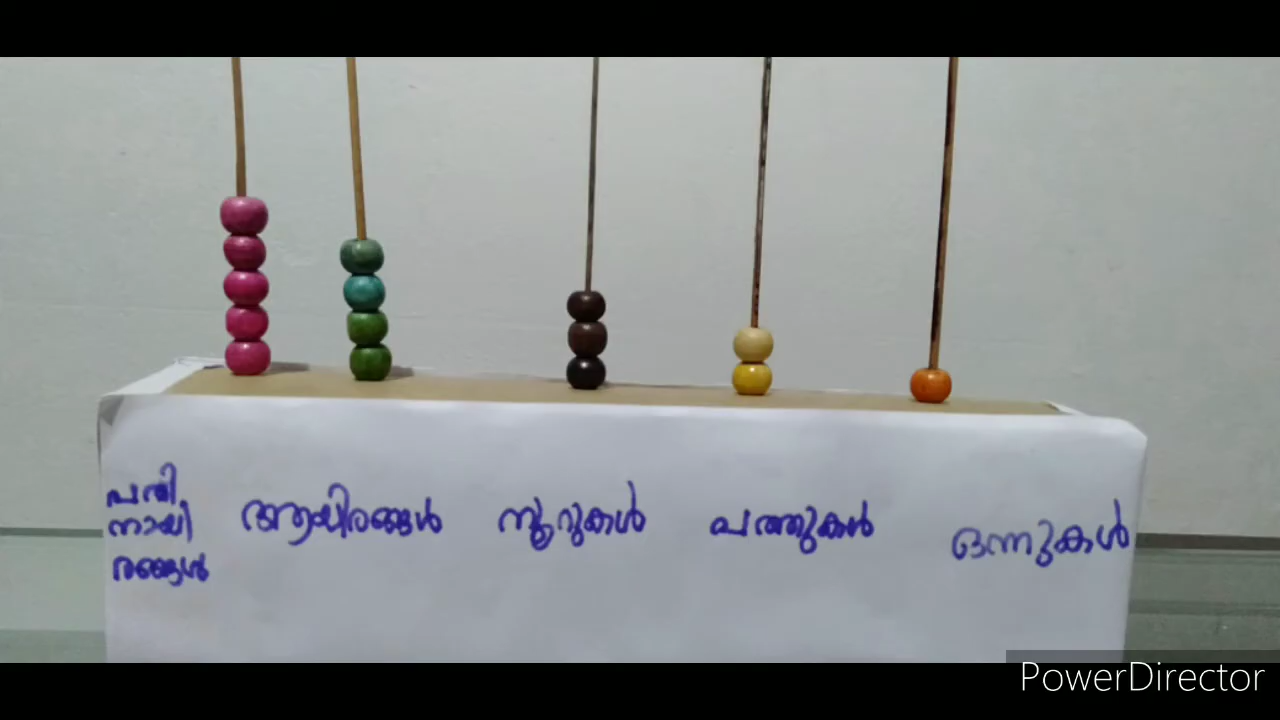 പതി
നായി
രങ്ങൾ
ആയിരങ്ങൾ
നൂറുകൾ
പത്തുകൾ
ഒന്നുകൾ
PowerDirector